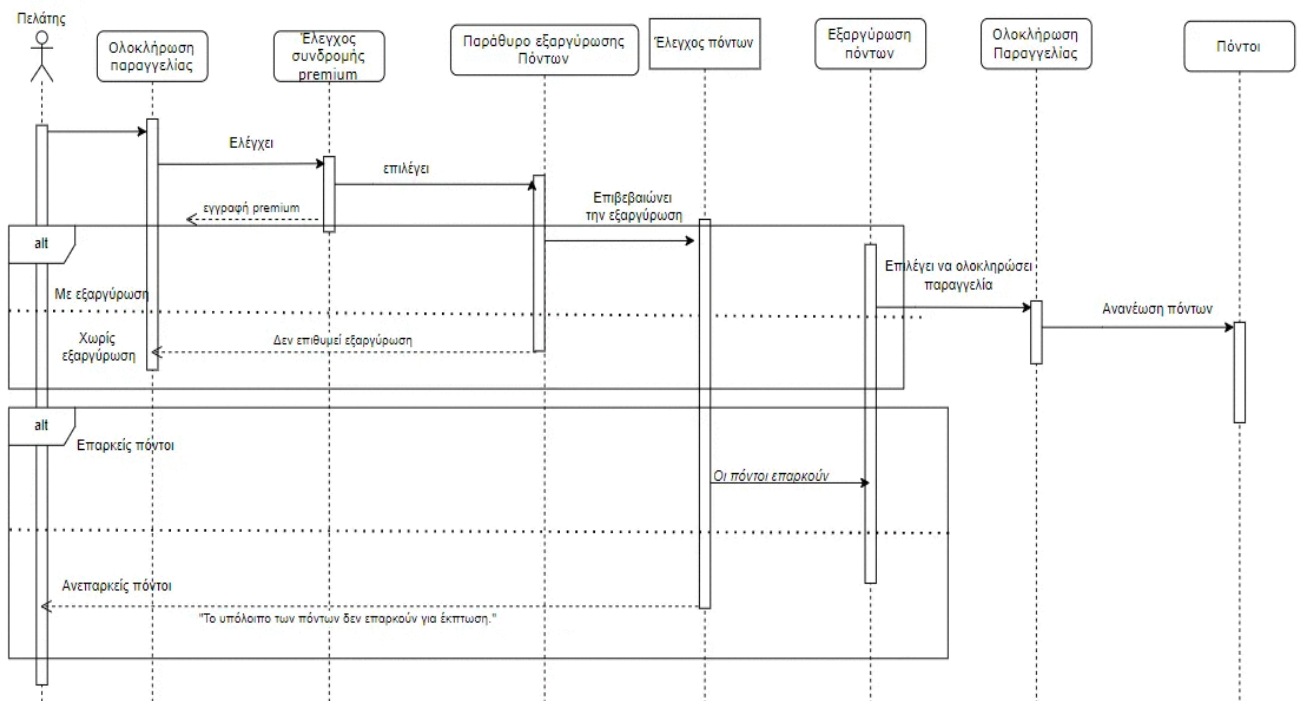 Πελάτης
Ολοκλήρωση
παραγγελίας
Έλεγχος
συνδρομής
premium
Παράθυρο εξαργύρωσης
Πόντων
Έλεγχος πόντων
Εξαργύρωση
πόντων
Ολοκλήρωση
Παραγγελίας
Πόντοι
Ελέγχει
επιλέγει
εγγραφή premium
Επιβεβαιώνει
την εξαργύρωση
alt
Επιλέγει να ολοκληρώσει
παραγγελία
Με εξαργύρωση
Ανανέωση πόντων
Χωρίς
εξαργύρωση
Δεν επιθυμεί εξαργύρωση
alt
Επαρκείς πόντοι
Οι πόντοι επαρκούν
Ανεπαρκείς πόντοι
"Το υπόλοιπο των πόντων δεν επαρκούν για έκπτωση."